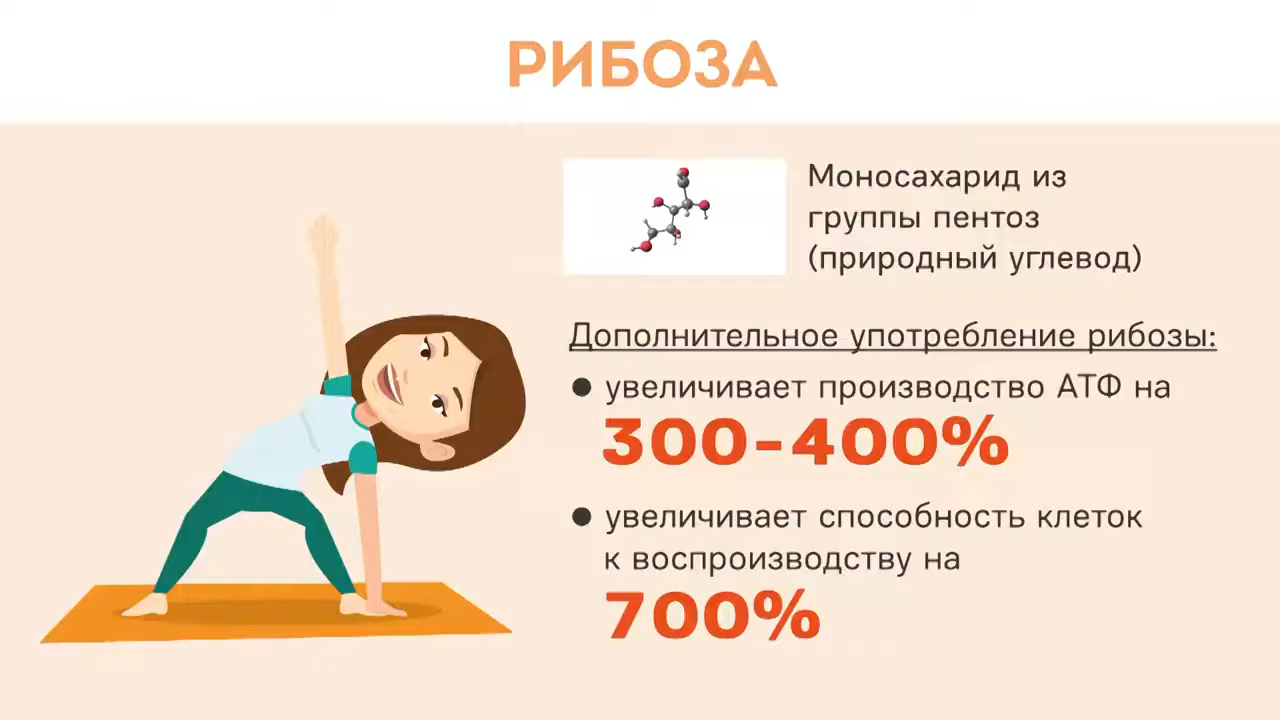 РИБОЗА
Моносахарид из
группы пентоз
(природный углевод)
Дополнительное употребление рибозы:
● увеличивает производство АТФ на
300-400%
● увеличивает способность клеток
к воспроизводству на
700%